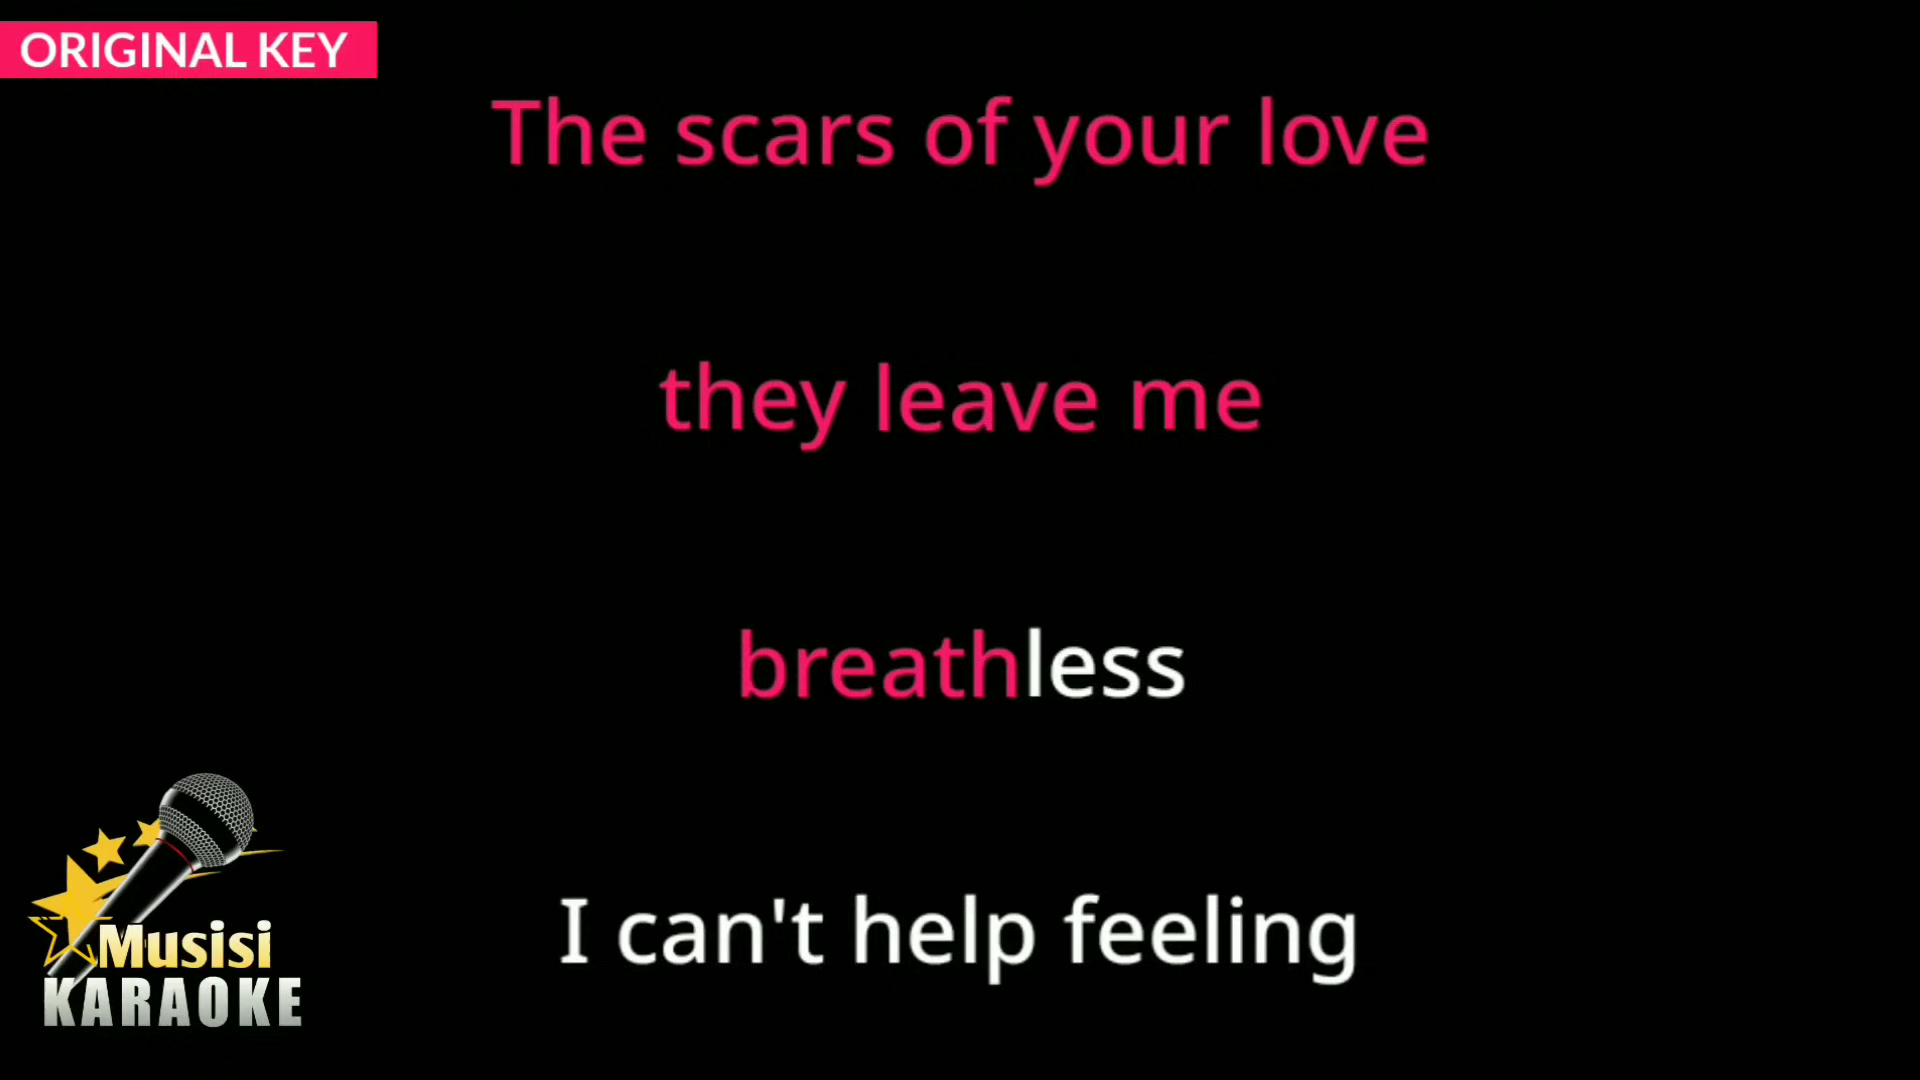 ORIGINAL KEY
The scars of your love
they leave me
breathless
I can't help feeling
Musisi
KARAOKE